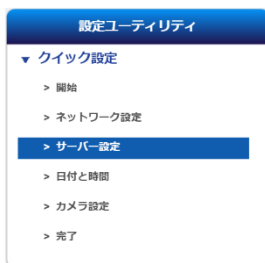 設定ユーティリティ
▼ クイック設定
> 開始
> ネットワーク設定
> サーバー設定
> 日付と時間
> カメラ設定
> 完了